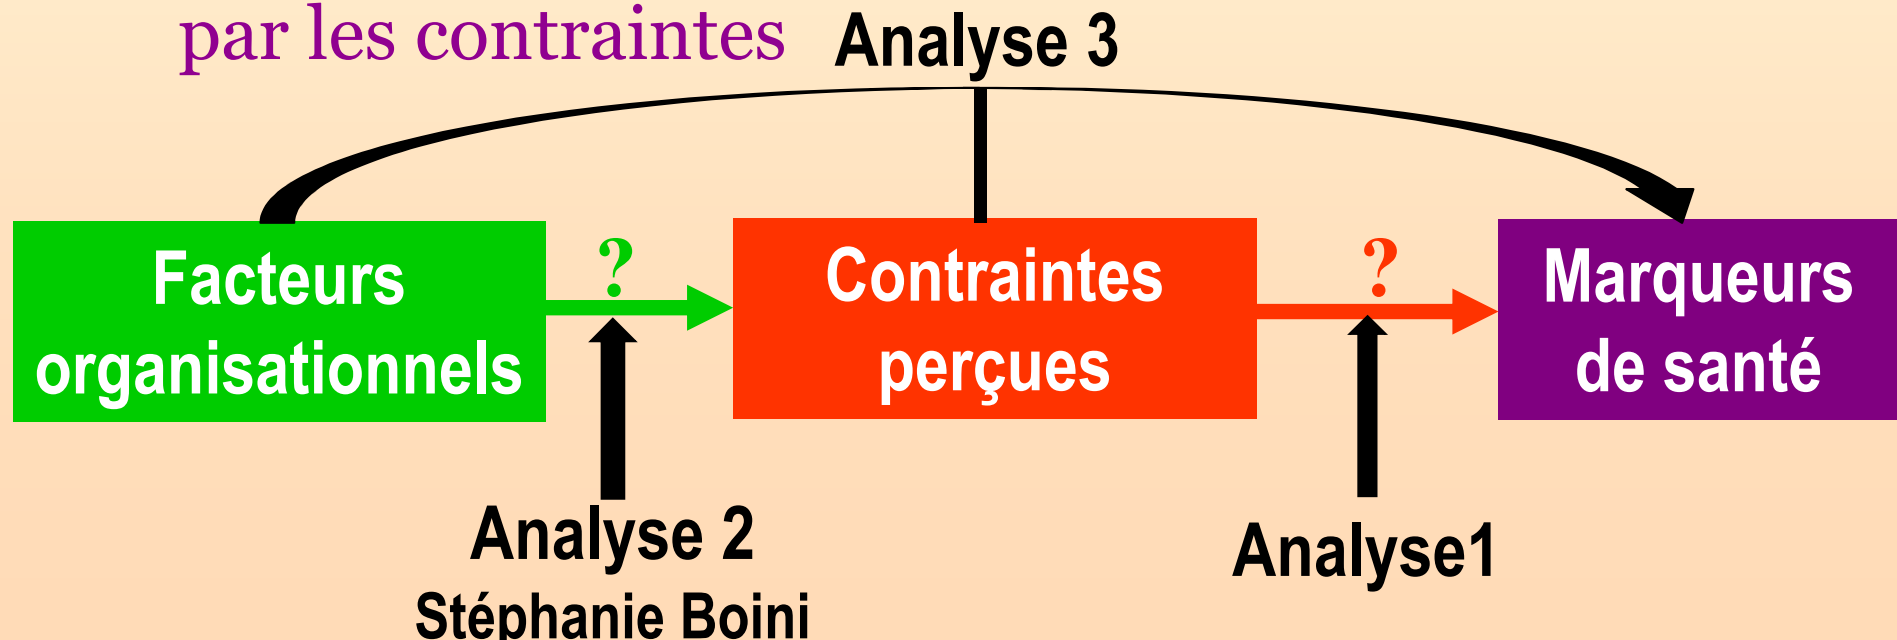 par les contraintes
Analyse 3
Facteurs
organisationnels
?
Contraintes
perçues
?
Marqueurs
de santé
Analyse 2
Stéphanie Boini
Analyse1